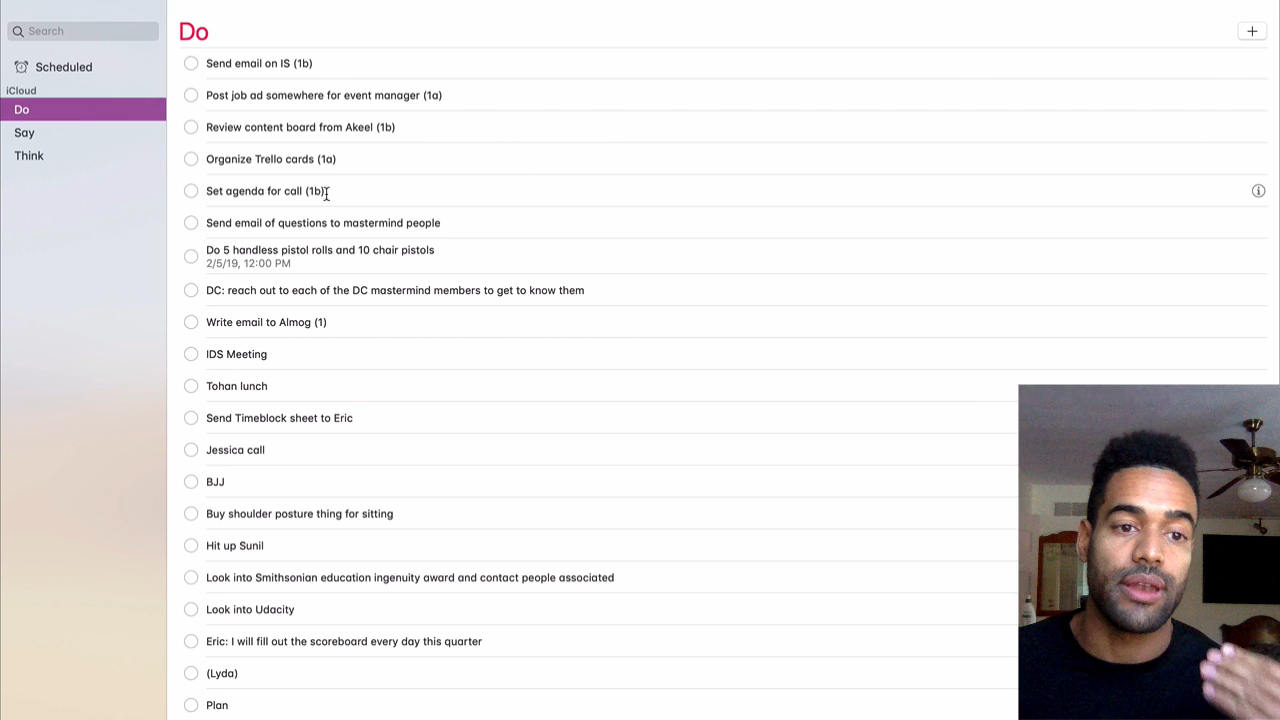 Search
Scheduled
iCloud
Do
Say
Think
Do
Send email on IS (1b)
Post job ad somewhere for event manager (1a)
Review content board from Akeel (1b)
Organize Trello cards (1a)
Set agenda for call (1b)
Send email of questions to mastermind people
Do 5 handless pistol rolls and 10 chair pistols
2/5/19, 12:00 PM
DC: reach out to each of the DC mastermind members to get to know them
Write email to Almog (1)
IDS Meeting
Tohan lunch
Send Timeblock sheet to Eric
Jessica call
BJJ
Buy shoulder posture thing for sitting
Hit up Sunil
Look into Smithsonian education ingenuity award and contact people associated
Look into Udacity
Eric: I will fill out the scoreboard every day this quarter
(Lyda)
Plan